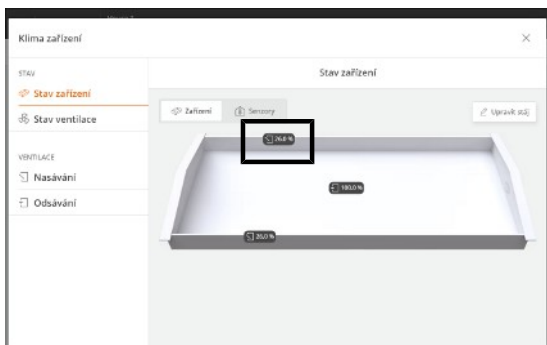 Klima zařízení
STAV
Stav zařízení
Stav zařízení
Stav ventilace
Zařízení
Senzory
Upravit stáj
26,0 %
VENTILACE
Nasávání
100,0 %
Odsávání
26,0 %